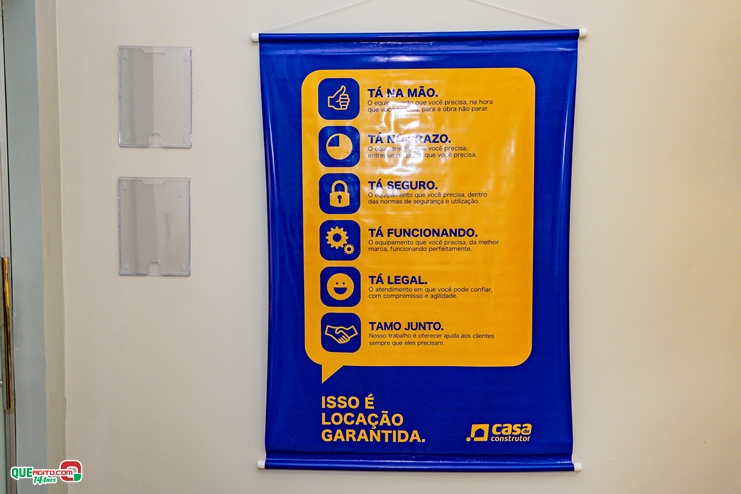 TÁ NA MÃO.
O equipamento que você precisa, na hora
que você para a obra não parar.
TÁ NO PRAZO.
O equipamento que você precisa,
entregue no que você precisa.
TÁ SEGURO.
O equipamento que você precisa, dentro
das normas de segurança e utilização.
TÁ FUNCIONANDO.
O equipamento que você precisa, da melhor
marca, funcionando perfeitamente.
TÁ LEGAL.
O atendimento em que você pode confiar,
com compromisso e agilidade.
TAMO JUNTO.
Nosso trabalho é oferecer ajuda aos clientes
sempre que eles precisam.
ISSO É
LOCAÇÃO
GARANTIDA.
casa do
construtor
QUEAGITO.COM
14 Anos